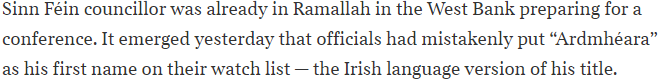 Sinn Féin councillor was already in Ramallah in the West Bank preparing for a
conference. It emerged yesterday that officials had mistakenly put “Ardmhéara”
as his first name on their watch list — the Irish language version of his title.